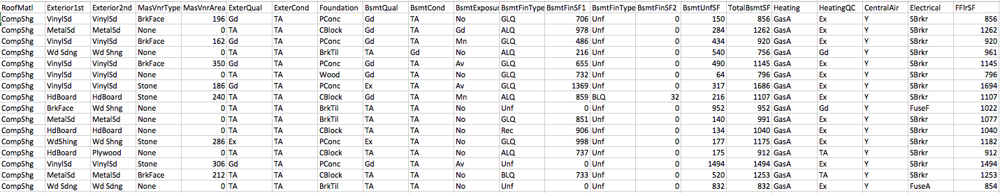 RoofMatl Exterior1st Exterior2nd MasVnrType MasVnrArea ExterQual ExterCond Foundation BsmtQual BsmtCond BsmtExposur BsmtFinType BsmtFinSF1 BsmtFinType BsmtFinSF2 BsmtUnfSF TotalBsmtSF Heating HeatingQC CentralAir Electrical FFlrSF
CompShg VinylSd VinylSd BrkFace 196 Gd TA PConc Gd TA No GLQ 706 Unf 0 150 856 GasA Ex Y SBrkr 856
CompShg MetalSd MetalSd None 0 TA TA CBlock Gd TA Gd ALQ 978 Unf 0 284 1262 GasA Ex Y SBrkr 1262
CompShg VinylSd VinylSd BrkFace 162 Gd TA PConc Gd TA Mn GLQ 486 Unf 0 434 920 GasA Ex Y SBrkr 920
CompShg Wd Sdng Wd Shng None 0 TA TA BrkTil TA Gd No ALQ 216 Unf 0 540 756 GasA Gd Y SBrkr 961
CompShg VinylSd VinylSd BrkFace 350 Gd TA PConc Gd TA Av GLQ 655 Unf 0 490 1145 GasA Ex Y SBrkr 1145
CompShg VinylSd VinylSd None 0 TA TA Wood Gd TA No GLQ 732 Unf 0 64 796 GasA Ex Y SBrkr 796
CompShg VinylSd VinylSd Stone 186 Gd TA PConc Ex TA Av GLQ 1369 Unf 0 317 1686 GasA Ex Y SBrkr 1694
CompShg HdBoard HdBoard Stone 240 TA TA CBlock Gd TA Mn ALQ 859 BLQ 32 216 1107 GasA Ex Y SBrkr 1107
CompShg BrkFace Wd Shng None 0 TA TA BrkTil TA TA No Unf 0 Unf 0 952 952 GasA Gd Y FuseF 1022
CompShg MetalSd MetalSd None 0 TA TA BrkTil TA TA No GLQ 851 Unf 0 140 991 GasA Ex Y SBrkr 1077
CompShg HdBoard HdBoard None 0 TA TA CBlock TA TA No Rec 906 Unf 0 134 1040 GasA Ex Y SBrkr 1040
CompShg WdShing Wd Shng Stone 286 Ex TA PConc Ex TA No GLQ 998 Unf 0 177 1175 GasA Ex Y SBrkr 1182
CompShg HdBoard Plywood None 0 TA TA CBlock TA TA No ALQ 737 Unf 0 175 912 GasA TA Y SBrkr 912
CompShg VinylSd VinylSd Stone 306 Gd TA PConc Gd TA Av Unf 0 Unf 0 1494 1494 GasA Ex Y SBrkr 1494
CompShg MetalSd MetalSd BrkFace 212 TA TA CBlock TA TA No BLQ 733 Unf 0 520 1253 GasA TA Y SBrkr 1253
CompShg Wd Sdng Wd Sdng None 0 TA TA BrkTil TA TA No Unf 0 Unf 0 832 832 GasA Ex Y FuseA 854